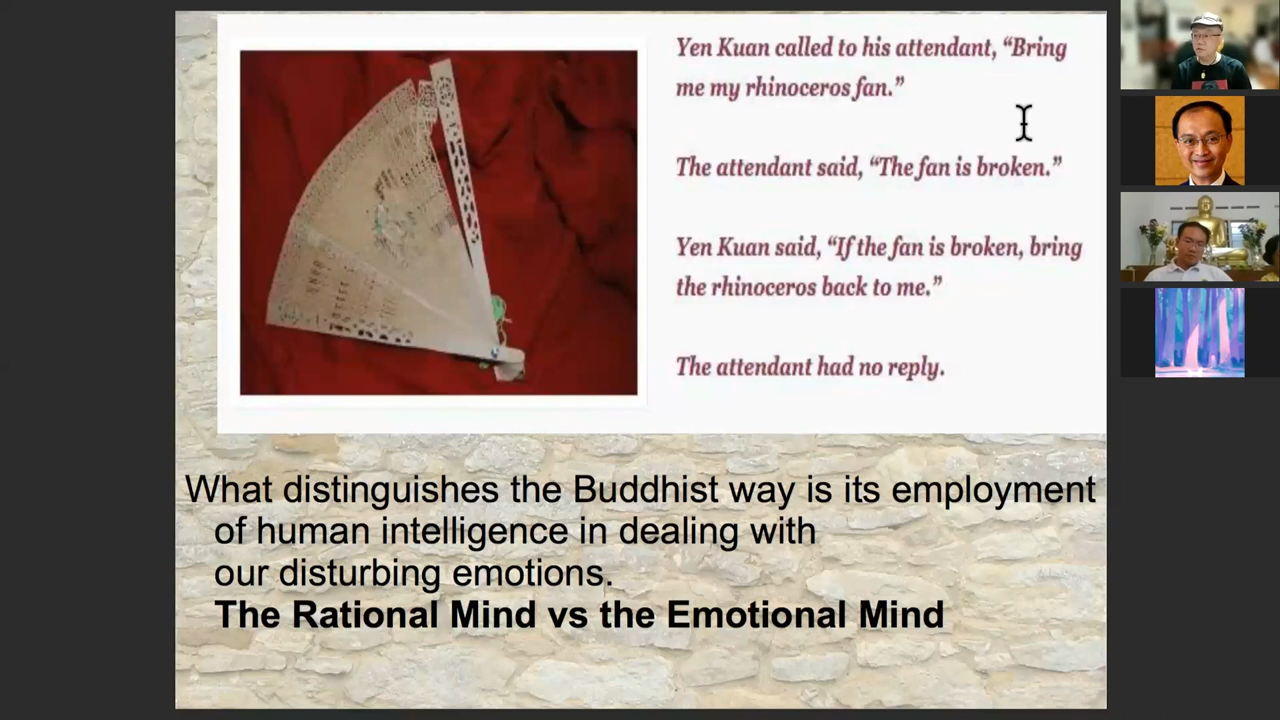 Yen Kuan called to his attendant, “Bring
me my rhinoceros fan.”
The attendant said, “The fan is broken.”
Yen Kuan said, “If the fan is broken, bring
the rhinoceros back to me.”
The attendant had no reply.
What distinguishes the Buddhist way is its employment
of human intelligence in dealing with
our disturbing emotions.
The Rational Mind vs the Emotional Mind